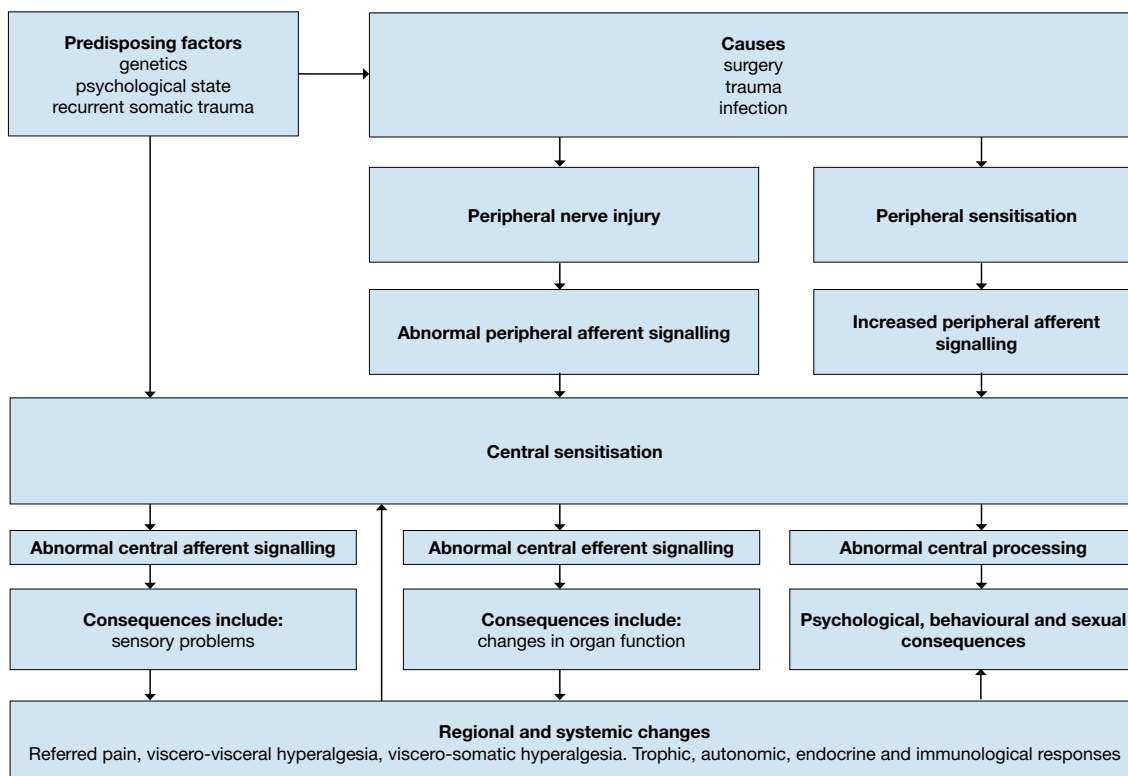 Predisposing factors
genetics
psychological state
recurrent somatic trauma
Causes
surgery
trauma
infection
Peripheral nerve injury
Peripheral sensitisation
Abnormal peripheral afferent signalling
Increased peripheral afferent
signalling
Central sensitisation
Abnormal central afferent signalling
Abnormal central efferent signalling
Abnormal central processing
Consequences include:
sensory problems
Consequences include:
changes in organ function
Psychological, behavioural and sexual
consequences
Regional and systemic changes
Referred pain, viscero-visceral hyperalgesia, viscero-somatic hyperalgesia. Trophic, autonomic, endocrine and immunological responses